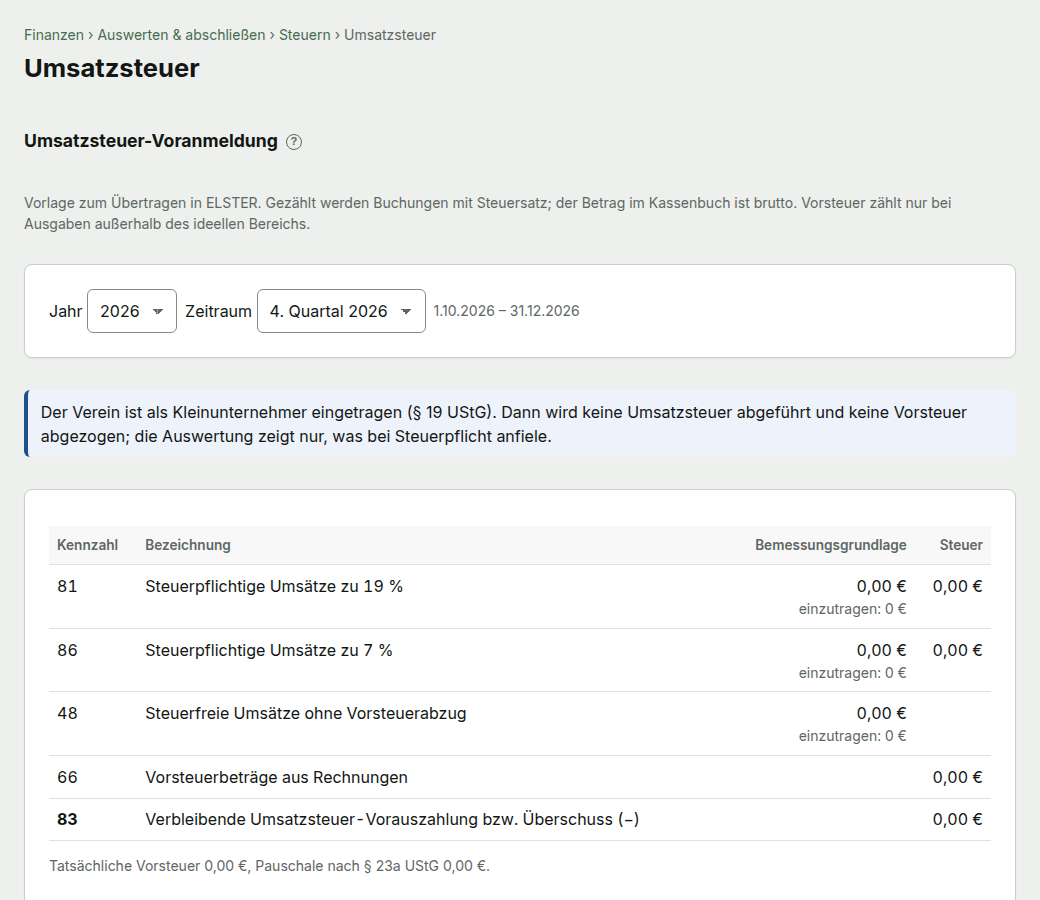 Finanzen › Auswerten & abschließen › Steuern › Umsatzsteuer
Umsatzsteuer
Umsatzsteuer-Voranmeldung ?
Vorlage zum Übertragen in ELSTER. Gezählt werden Buchungen mit Steuersatz; der Betrag im Kassenbuch ist brutto. Vorsteuer zählt nur bei
Ausgaben außerhalb des ideellen Bereichs.
Jahr 2026 Zeitraum 4. Quartal 2026 1.10.2026 – 31.12.2026
Der Verein ist als Kleinunternehmer eingetragen (§ 19 UStG). Dann wird keine Umsatzsteuer abgeführt und keine Vorsteuer
abgezogen; die Auswertung zeigt nur, was bei Steuerpflicht anfiele.
Kennzahl Bezeichnung Bemessungsgrundlage Steuer
81 Steuerpflichtige Umsätze zu 19 % 0,00 € 0,00 €
einzutragen: 0 €
86 Steuerpflichtige Umsätze zu 7 % 0,00 € 0,00 €
einzutragen: 0 €
48 Steuerfreie Umsätze ohne Vorsteuerabzug 0,00 €
einzutragen: 0 €
66 Vorsteuerbeträge aus Rechnungen 0,00 €
83 Verbleibende Umsatzsteuer-Vorauszahlung bzw. Überschuss (−) 0,00 €
Tatsächliche Vorsteuer 0,00 €, Pauschale nach § 23a UStG 0,00 €.